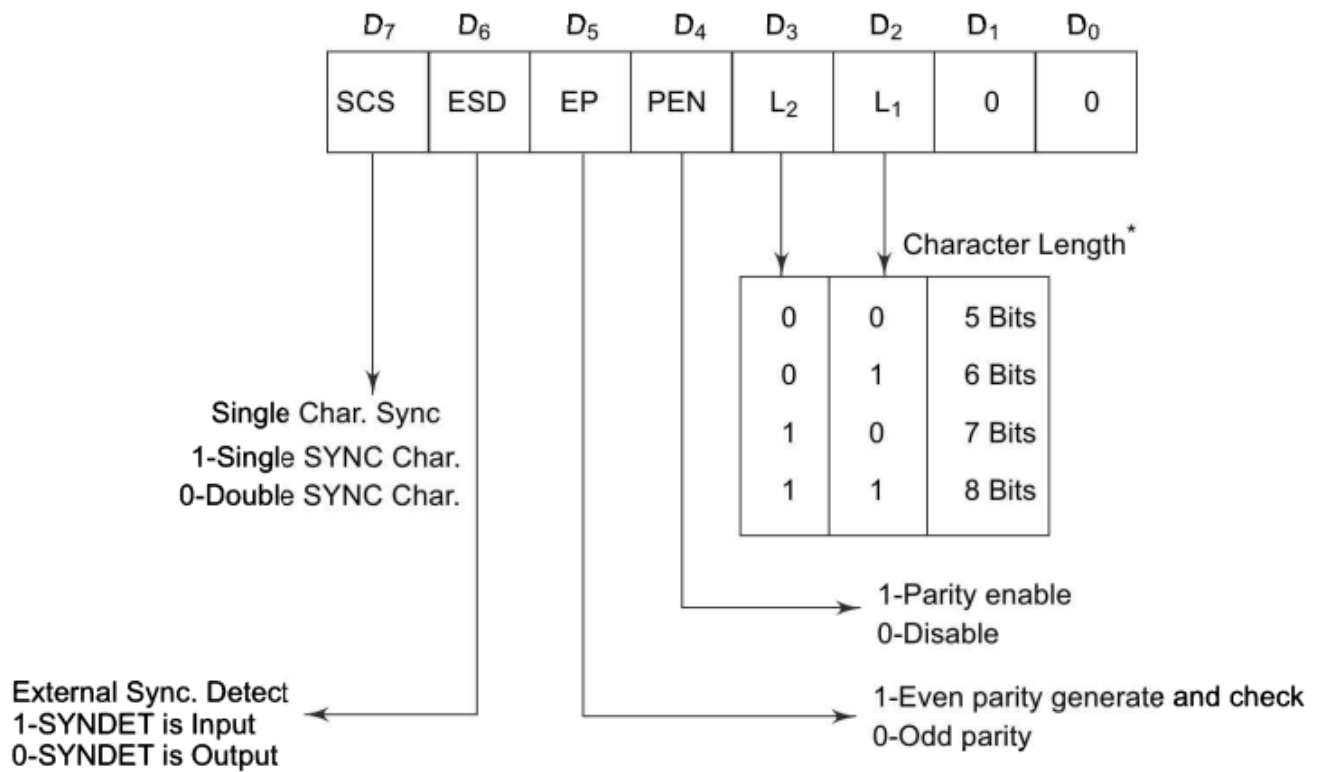 D7 D6 D5 D4 D3 D2 D1 D0
SCS ESD EP PEN L2 L1 0 0
Character Length*
0 0 5 Bits
0 1 6 Bits
1 0 7 Bits
1 1 8 Bits
Single Char. Sync
1-Single SYNC Char.
0-Double SYNC Char.
1-Parity enable
0-Disable
External Sync. Detect
1-SYNDET is Input
0-SYNDET is Output
1-Even parity generate and check
0-Odd parity